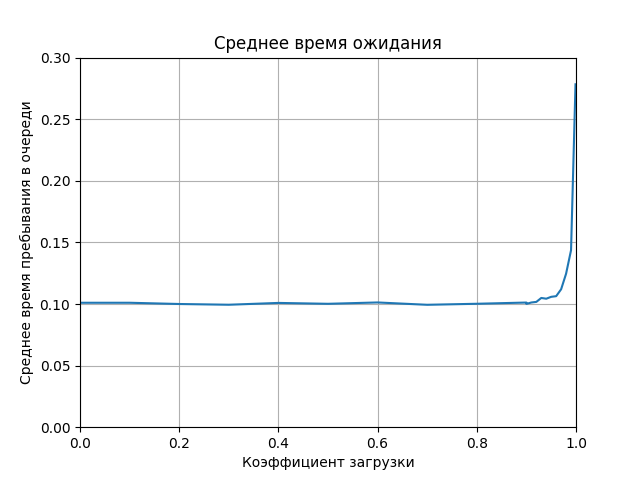 Среднее время ожидания
Среднее время пребывания в очереди
0.30
0.25
0.20
0.15
0.10
0.05
0.00
0.0 0.2 0.4 0.6 0.8 1.0
Коэффициент загрузки